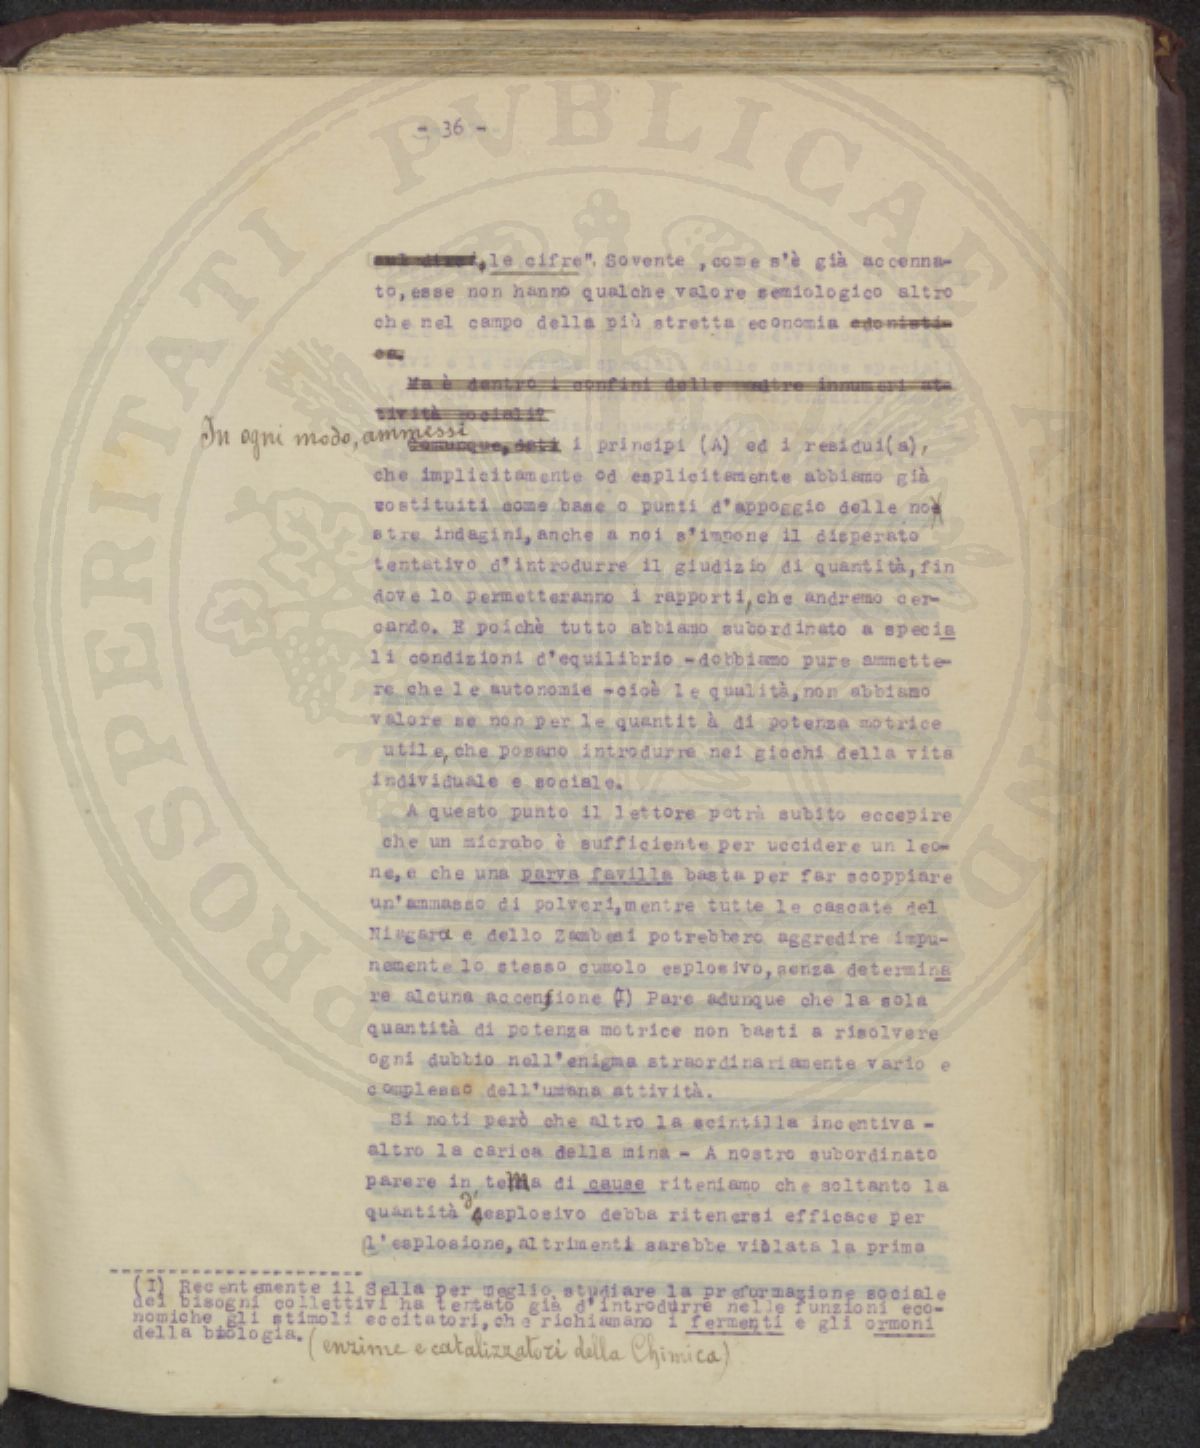 - 36 -
le cifre". Sovente, come s'è già accenna-
to, esse non hanno qualche valore semiologico altro
che nel campo della più stretta economia edonisti-
ca.
Ma è dentro i confini delle innumeri at-
tività sociali?
In ogni modo, ammessi
Comunque, dati i principi (A) ed i residui(a),
che implicitamente od esplicitamente abbiamo già
costituiti come base o punti d'appoggio delle no
stre indagini, anche a noi s'impone il disperato
tentativo d'introdurre il giudizio di quantità, fin
dove lo permetteranno i rapporti, che andremo cer-
cando. E poichè tutto abbiamo subordinato a specia
li condizioni d'equilibrio - dobbiamo pure ammette-
re che le autonomie - cioè le qualità, non abbiamo
valore se non per le quantit à di potenza motrice
utile, che posano introdurre nei giochi della vita
individuale e sociale.
A questo punto il lettore potrà subito eccepire
che un microbo è sufficiente per uccidere un leo-
ne, e che una parva favilla basta per far scoppiare
un'ammasso di polveri, mentre tutte le cascate del
Niagara e dello Zambesi potrebbero aggredire impu-
nemente lo stesso cumolo esplosivo, senza determina
re alcuna accensione (I) Pare adunque che la sola
quantità di potenza motrice non basti a risolvere
ogni dubbio nell'enigma straordinariamente vario e
complesso dell'umana attività.
Si noti però che altro la scintilla incentiva -
altro la carica della mina - A nostro subordinato
parere in tema di cause riteniamo che soltanto la
quantità d'esplosivo debba ritenersi efficace per
l'esplosione, altrimenti sarebbe violata la prima
(I) Recentemente il Sella per meglio studiare la preformazione sociale
dei bisogni collettivi ha tentato già d'introdurre nelle funzioni eco-
nomiche gli stimoli eccitatori, che richiamano i fermenti e gli ormoni
della biologia. (enzime e catalizzatori della Chimica)
PROSPERITATI PVBLICAE